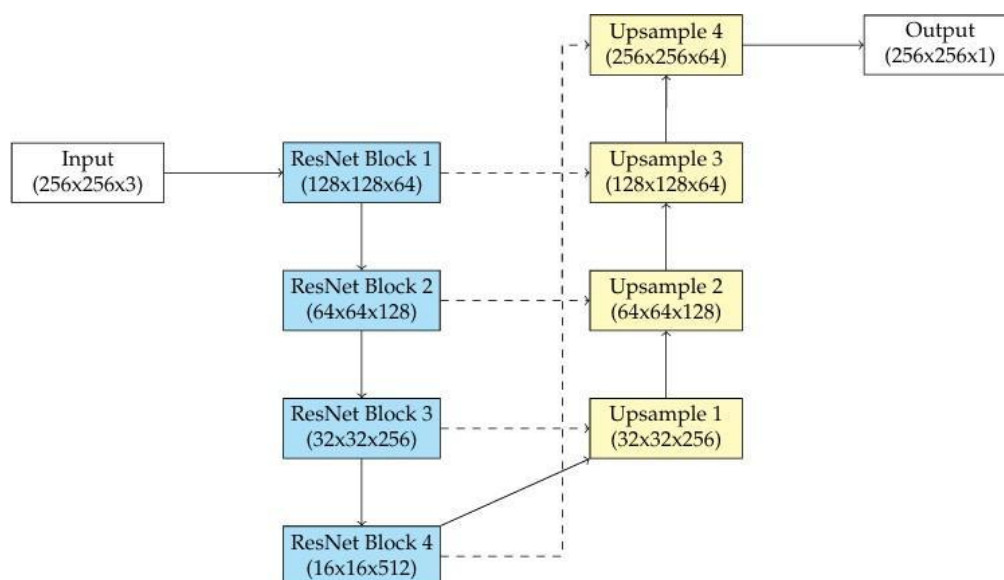 Upsample 4
(256x256x64)
Output
(256x256x1)
Input
(256x256x3)
ResNet Block 1
(128x128x64)
Upsample 3
(128x128x64)
ResNet Block 2
(64x64x128)
Upsample 2
(64x64x128)
ResNet Block 3
(32x32x256)
Upsample 1
(32x32x256)
ResNet Block 4
(16x16x512)